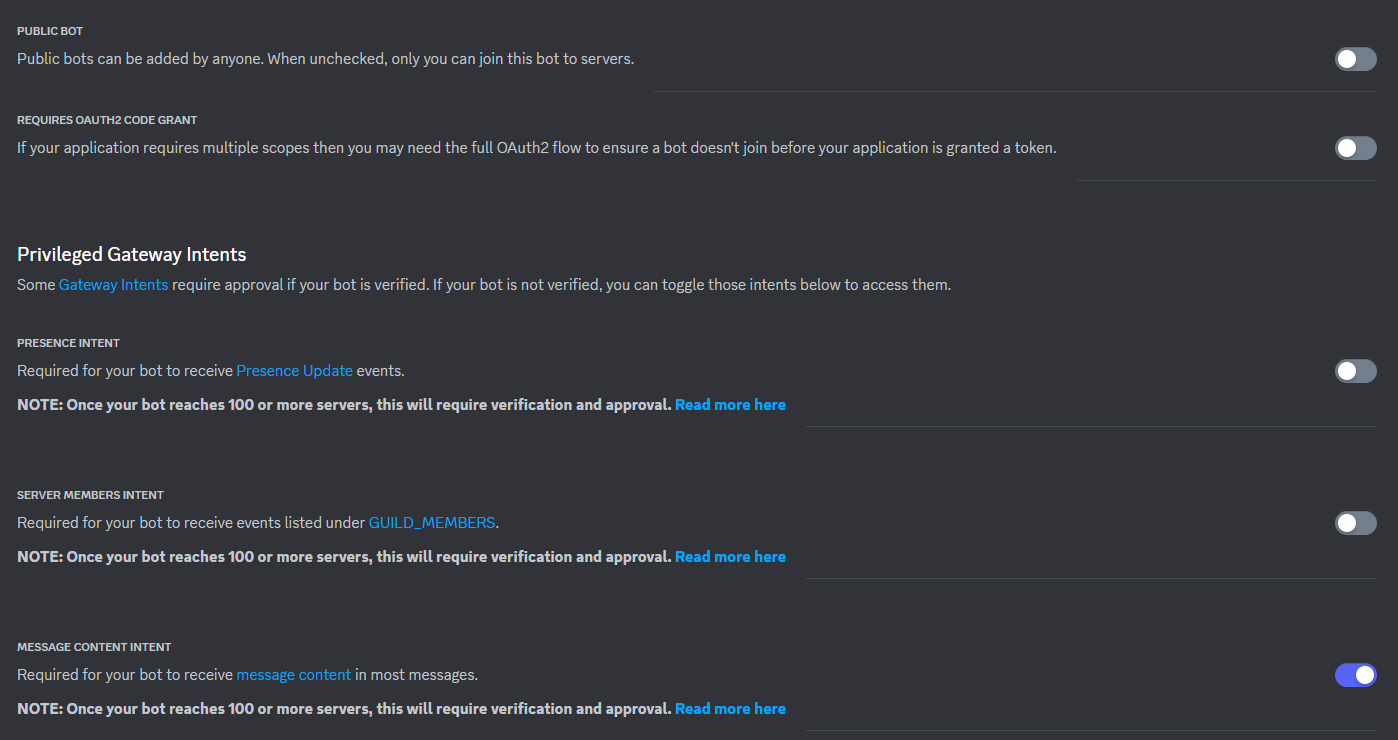 PUBLIC BOT
Public bots can be added by anyone. When unchecked, only you can join this bot to servers.
REQUIRES OAUTH2 CODE GRANT
If your application requires multiple scopes then you may need the full OAuth2 flow to ensure a bot doesn't join before your application is granted a token.
Privileged Gateway Intents
Some Gateway Intents require approval if your bot is verified. If your bot is not verified, you can toggle those intents below to access them.
PRESENCE INTENT
Required for your bot to receive Presence Update events.
NOTE: Once your bot reaches 100 or more servers, this will require verification and approval. Read more here
SERVER MEMBERS INTENT
Required for your bot to receive events listed under GUILD_MEMBERS.
NOTE: Once your bot reaches 100 or more servers, this will require verification and approval. Read more here
MESSAGE CONTENT INTENT
Required for your bot to receive message content in most messages.
NOTE: Once your bot reaches 100 or more servers, this will require verification and approval. Read more here